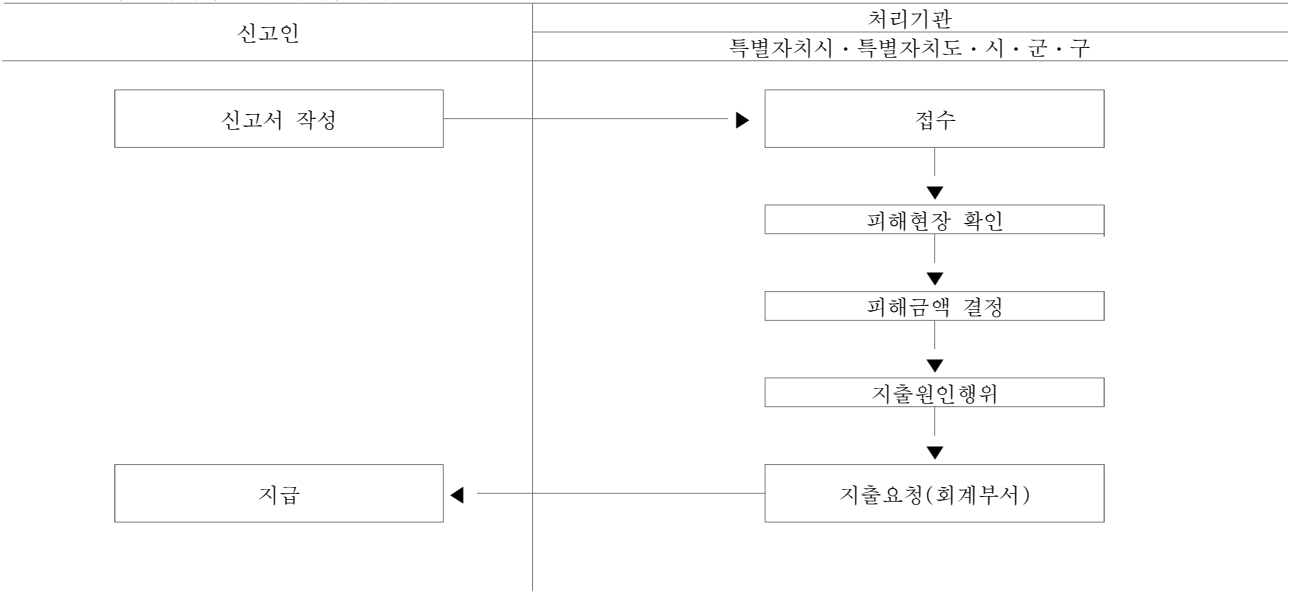 신고인
처리기관
특별자치시·특별자치도·시·군·구
신고서 작성
접수
피해현장 확인
피해금액 결정
지출원인행위
지급
지출요청(회계부서)